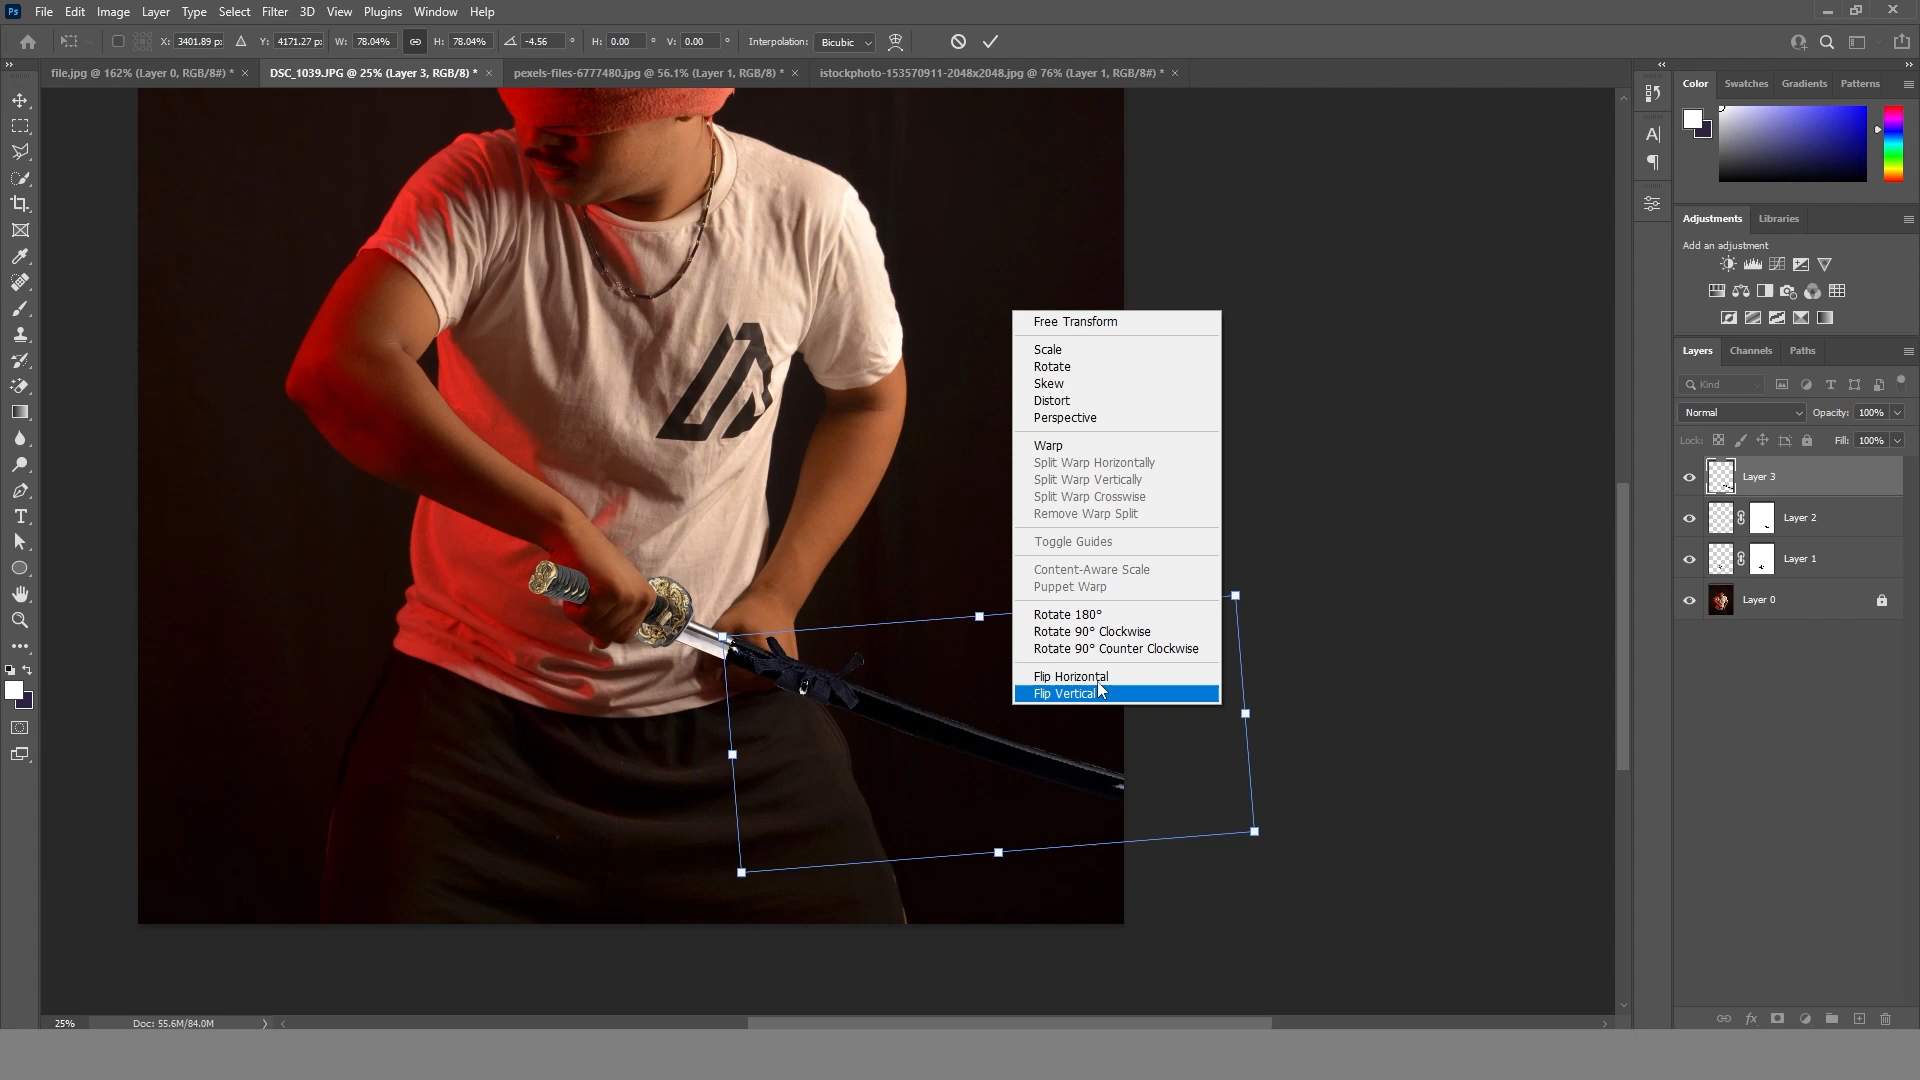 Ps File Edit Image Layer Type Select Filter 3D View Plugins Window Help
X: 3401.89 p: Y: 4171.27 p: W: 78.04% H: 78.04% -4.56 ° H: 0.00 ° V: 0.00 ° Interpolation: Bicubic
file.jpg @ 162% (Layer 0, RGB/8#) * × DSC_1039.JPG @ 25% (Layer 3, RGB/8) * × pexels-files-6777480.jpg @ 56.1% (Layer 1, RGB/8) * × istockphoto-153570911-2048x2048.jpg @ 76% (Layer 1, RGB/8#) * ×
Color Swatches Gradients Patterns
Adjustments Libraries
Add an adjustment
Layers Channels Paths
Kind
Normal Opacity: 100%
Lock: Fill: 100%
Layer 3
Layer 2
Layer 1
Layer 0
Free Transform
Scale
Rotate
Skew
Distort
Perspective
Warp
Split Warp Horizontally
Split Warp Vertically
Split Warp Crosswise
Remove Warp Split
Toggle Guides
Content-Aware Scale
Puppet Warp
Rotate 180°
Rotate 90° Clockwise
Rotate 90° Counter Clockwise
Flip Horizontal
Flip Vertical
25% Doc: 55.6M/84.0M